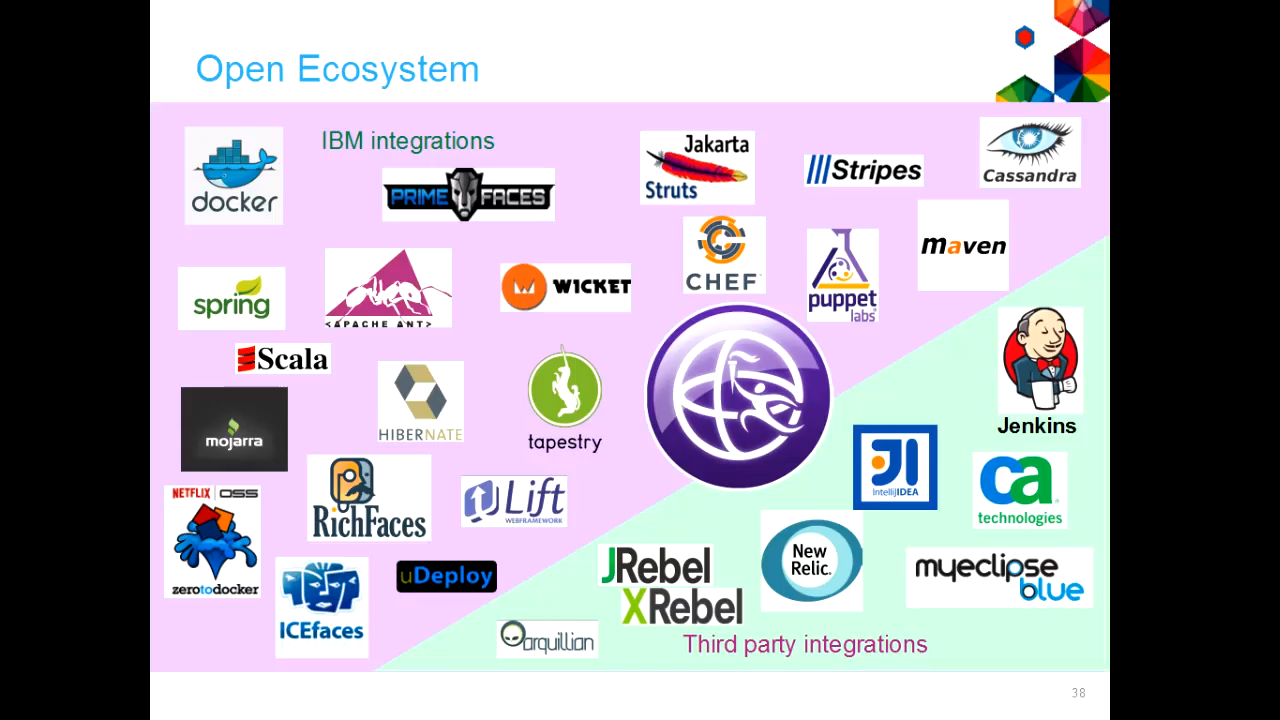 Open Ecosystem
IBM integrations
docker
PRIME FACES
Jakarta
Struts
Stripes
Cassandra
CHEF
puppet
labs
maven
spring
<APACHE ANT>
WICKET
Scala
mojarra
HIBERNATE
tapestry
Jenkins
IntelliJIDEA
JI
ca
technologies
NETFLIX | OSS
zerotodocker
RichFaces
Lift
WEBFRAMEWORK
ICEfaces
uDeploy
JRebel
XRebel
New
Relic.
myeclipse
blue
arquillian
Third party integrations
38